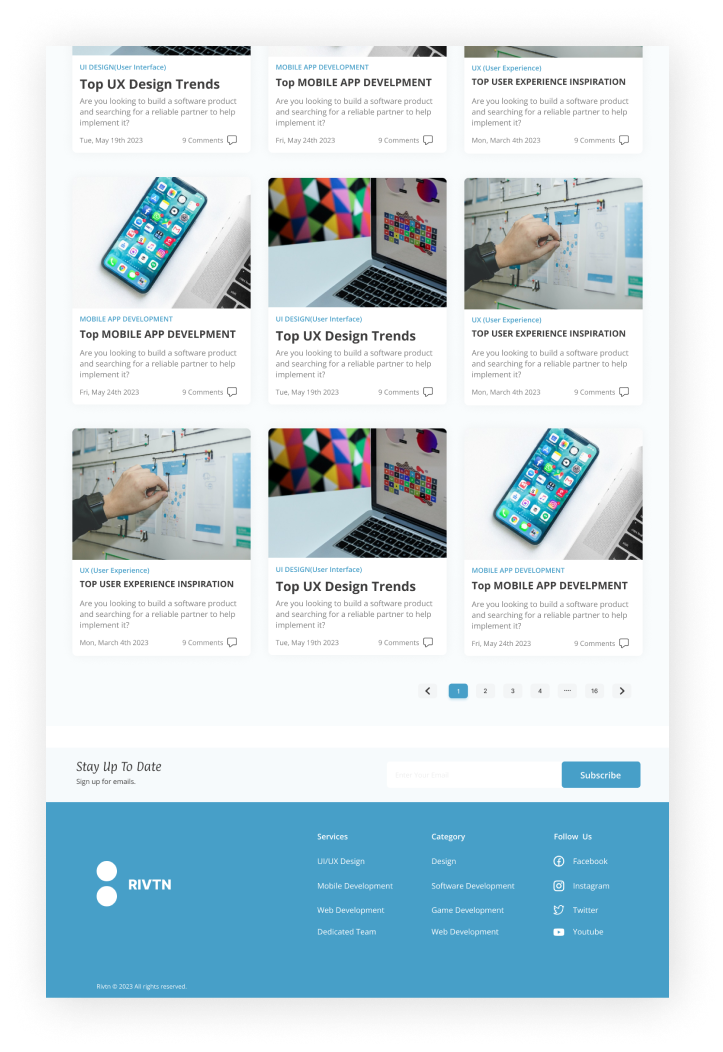 UI DESIGN(User Interface)
Top UX Design Trends
Are you looking to build a software product
and searching for a reliable partner to help
implement it?
Tue, May 19th 2023 9 Comments
MOBILE APP DEVELOPMENT
Top MOBILE APP DEVELPMENT
Are you looking to build a software product
and searching for a reliable partner to help
implement it?
Fri, May 24th 2023 9 Comments
UX (User Experience)
TOP USER EXPERIENCE INSPIRATION
Are you looking to build a software product
and searching for a reliable partner to help
implement it?
Mon, March 4th 2023 9 Comments
MOBILE APP DEVELOPMENT
Top MOBILE APP DEVELPMENT
Are you looking to build a software product
and searching for a reliable partner to help
implement it?
Fri, May 24th 2023 9 Comments
UI DESIGN(User Interface)
Top UX Design Trends
Are you looking to build a software product
and searching for a reliable partner to help
implement it?
Tue, May 19th 2023 9 Comments
UX (User Experience)
TOP USER EXPERIENCE INSPIRATION
Are you looking to build a software product
and searching for a reliable partner to help
implement it?
Mon, March 4th 2023 9 Comments
UX (User Experience)
TOP USER EXPERIENCE INSPIRATION
Are you looking to build a software product
and searching for a reliable partner to help
implement it?
Mon, March 4th 2023 9 Comments
UI DESIGN(User Interface)
Top UX Design Trends
Are you looking to build a software product
and searching for a reliable partner to help
implement it?
Tue, May 19th 2023 9 Comments
MOBILE APP DEVELOPMENT
Top MOBILE APP DEVELPMENT
Are you looking to build a software product
and searching for a reliable partner to help
implement it?
Fri, May 24th 2023 9 Comments
1 2 3 4 .... 16
Stay Up To Date
Sign up for emails.
Enter Your Email
Subscribe
RIVTN
Services
UI/UX Design
Mobile Development
Web Development
Dedicated Team
Category
Design
Software Development
Game Development
Web Development
Follow Us
Facebook
Instagram
Twitter
Youtube
Rivtn © 2023 All rights reserved.